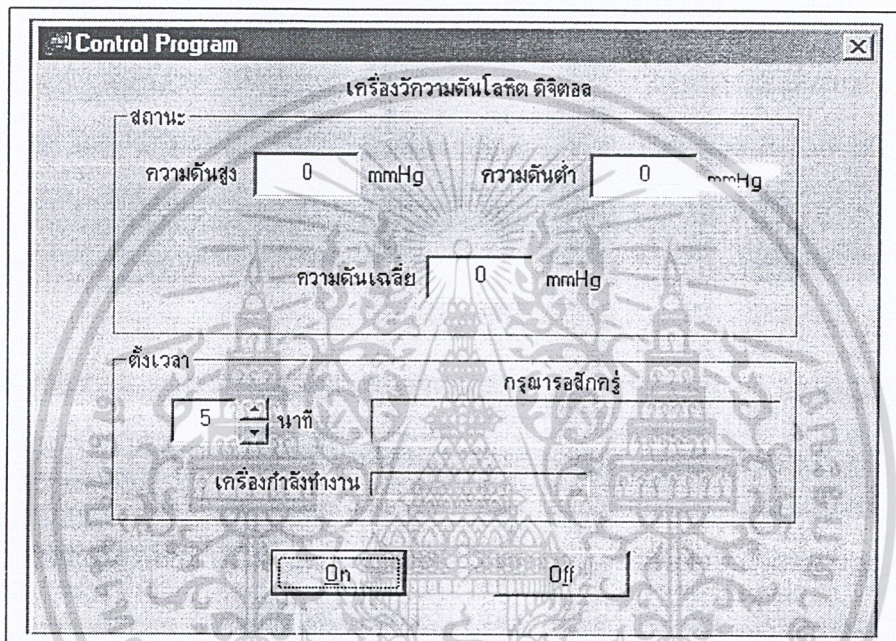 Control Program
เครื่องวัความดันโลหิต ดิจิตอล
สถานะ
ความดันสูง 0 mmHg ความดันต่ำ 0 mmHg
ความดันเฉลี่ย 0 mmHg
ตั้งเวลา
กรุณารอสักครู่
5 นาที
เครื่องกำลังทำงาน
On Off